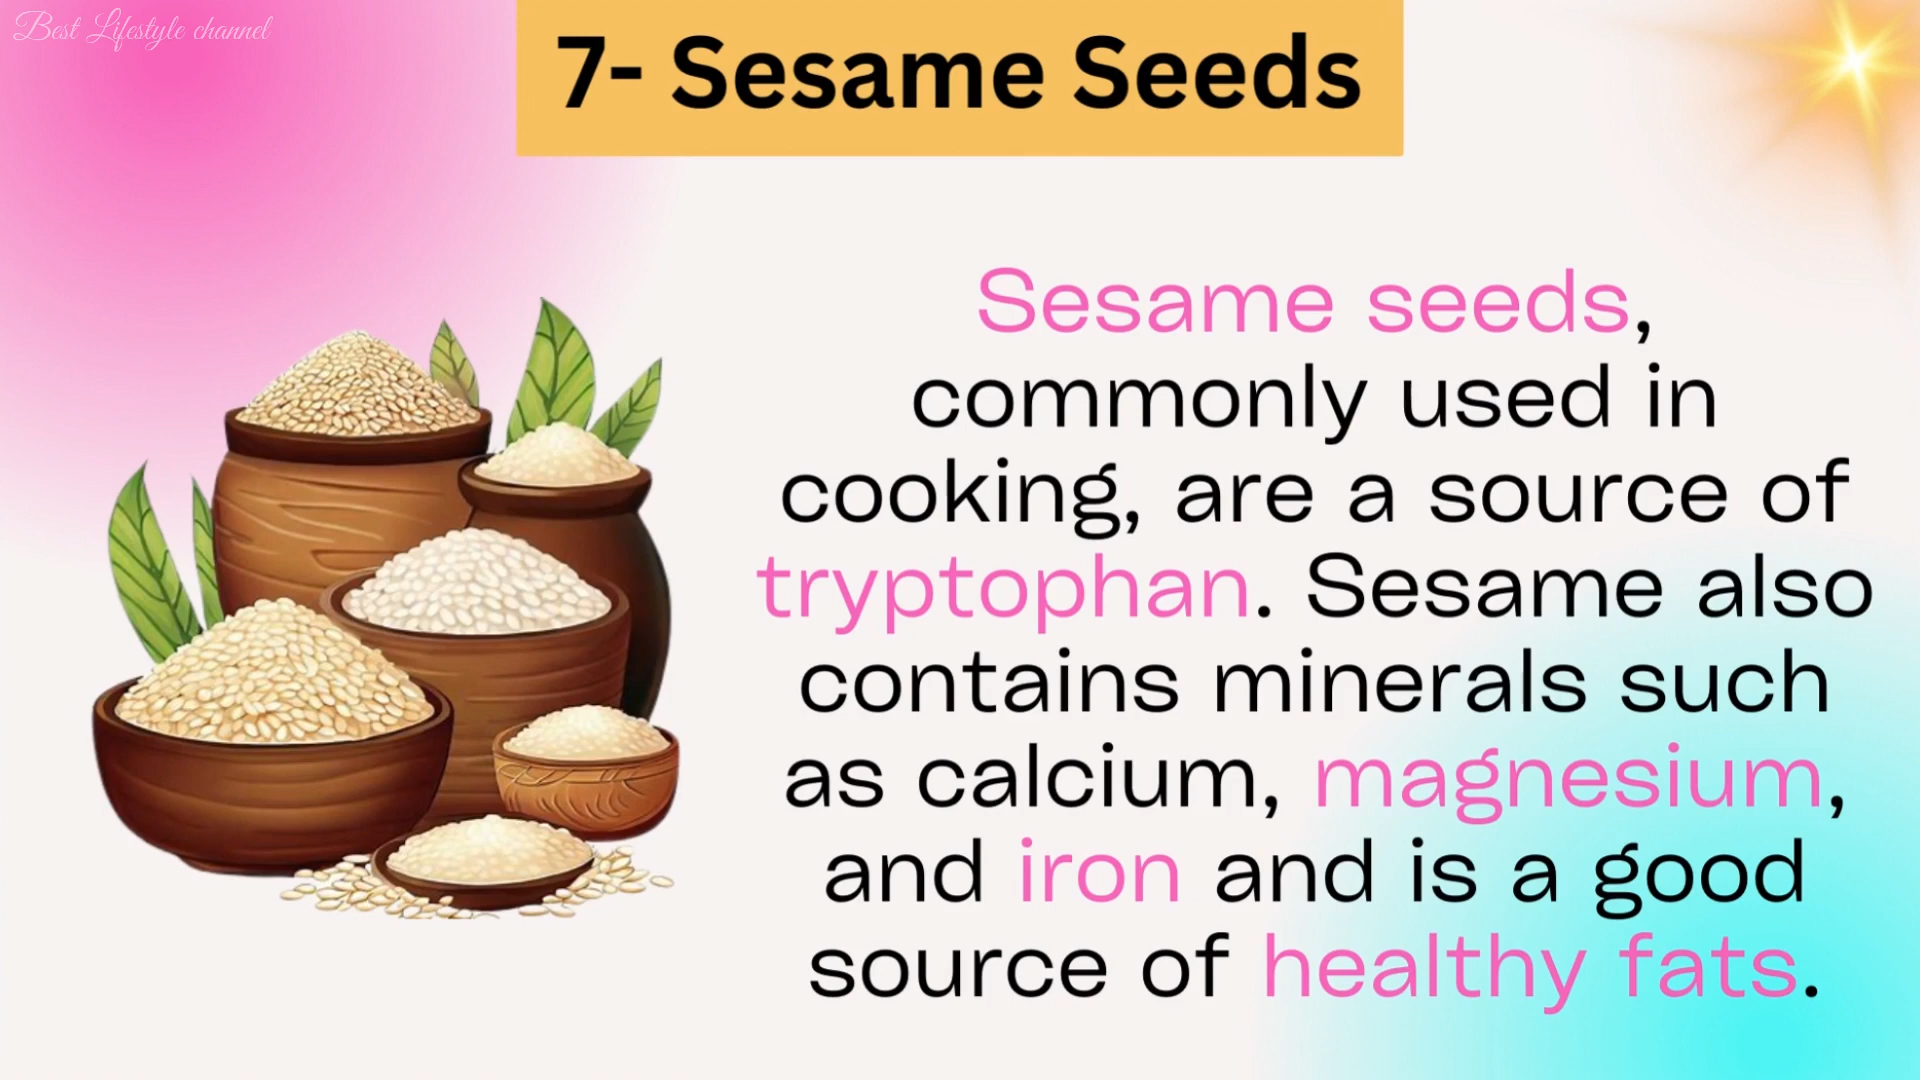 Best Lifestyle channel
7- Sesame Seeds
Sesame seeds,
commonly used in
cooking, are a source of
tryptophan. Sesame also
contains minerals such
as calcium, magnesium,
and iron and is a good
source of healthy fats.